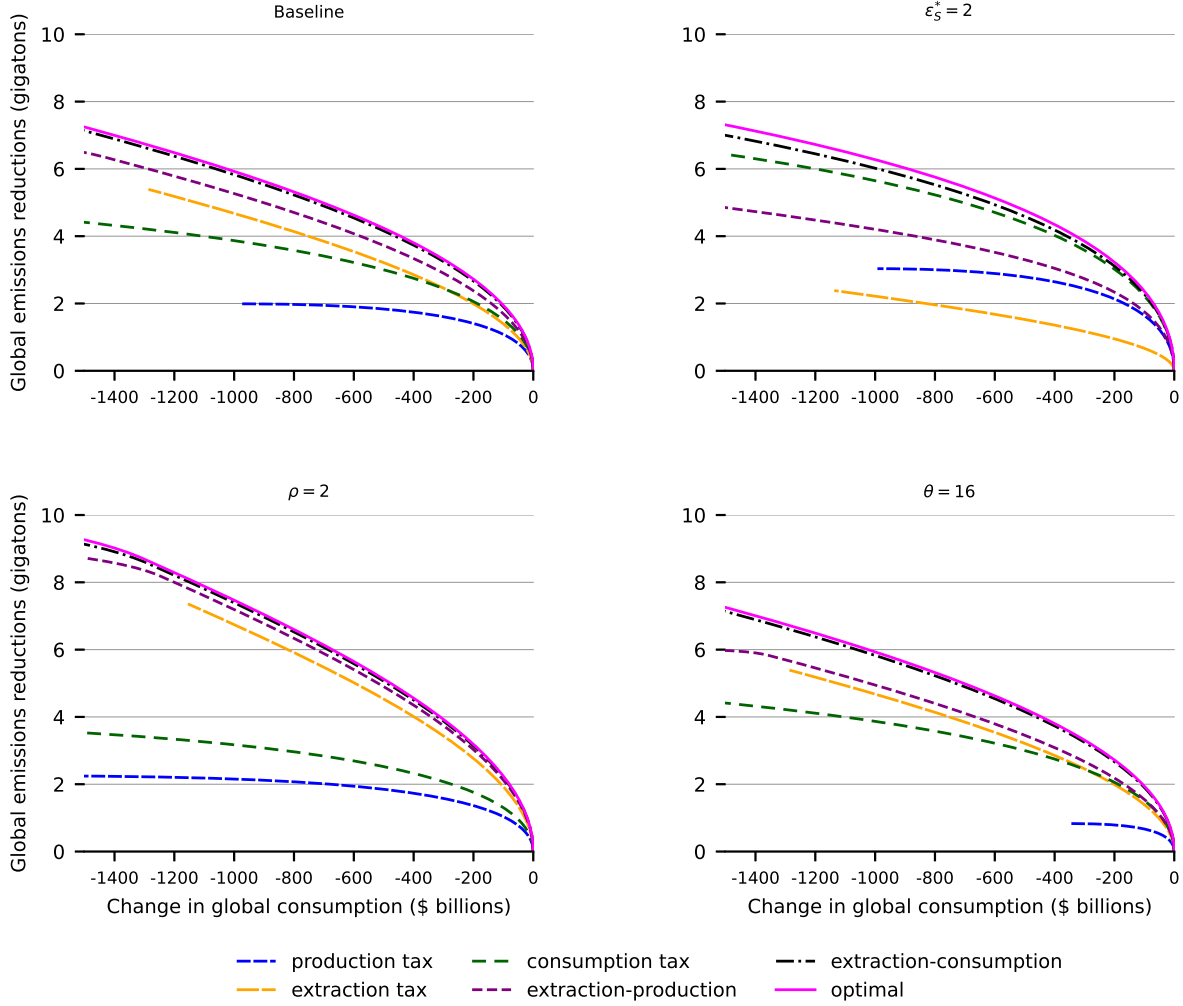 Baseline
Global emissions reductions (gigatons)
10
8
6
4
2
0
-1400 -1200 -1000 -800 -600 -400 -200 0
ε*S = 2
10
8
6
4
2
0
-1400 -1200 -1000 -800 -600 -400 -200 0
ρ = 2
Global emissions reductions (gigatons)
10
8
6
4
2
0
-1400 -1200 -1000 -800 -600 -400 -200 0
Change in global consumption ($ billions)
θ = 16
10
8
6
4
2
0
-1400 -1200 -1000 -800 -600 -400 -200 0
Change in global consumption ($ billions)
production tax
extraction tax
consumption tax
extraction-production
extraction-consumption
optimal